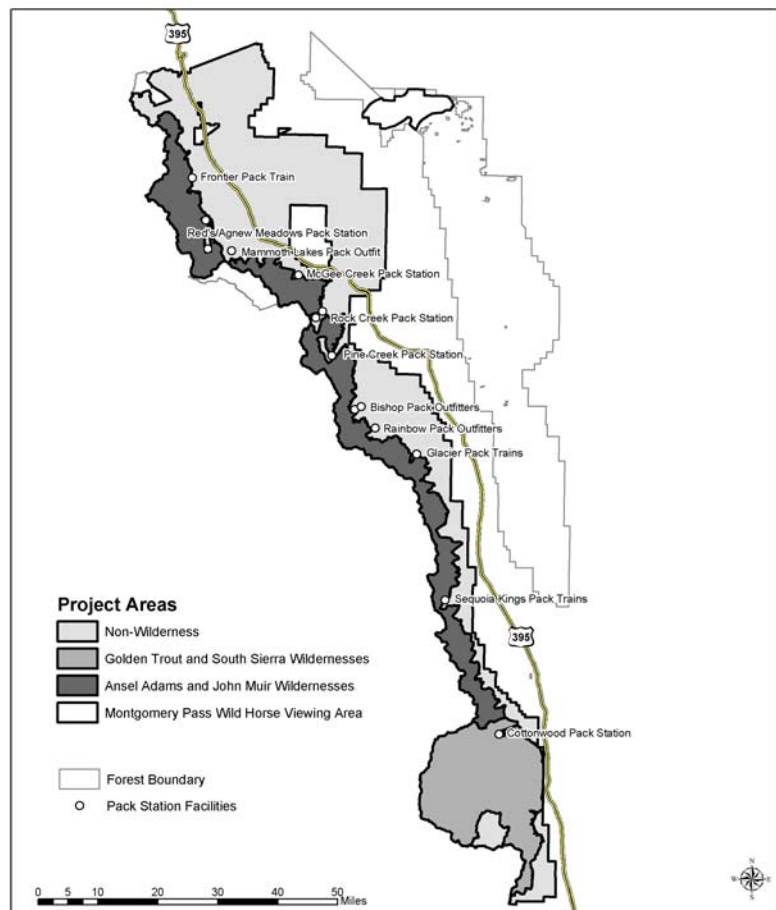 395
Frontier Pack Train
Red's/Agnew Meadows Pack Station
Mammoth Lakes Pack Outfit
McGee Creek Pack Station
Rock Creek Pack Station
Pine Creek Pack Station
Bishop Pack Outfitters
Rainbow Pack Outfitters
Glacier Pack Trains
Sequoia Kings Pack Trains
395
Cottonwood Pack Station
Project Areas
Non-Wilderness
Golden Trout and South Sierra Wildernesses
Ansel Adams and John Muir Wildernesses
Montgomery Pass Wild Horse Viewing Area
Forest Boundary
Pack Station Facilities
N
W E
S
0 5 10 20 30 40 50
Miles